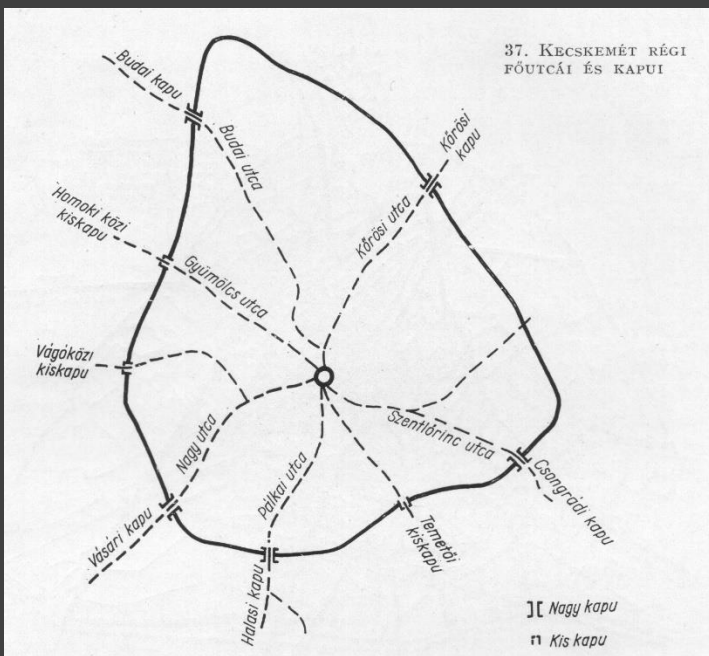 37. KECSKEMÉT RÉGI
FŐUTCÁI ÉS KAPUI
Budai kapu
Budai utca
Kőrösi
kapu
Kőrösi utca
Homoki közi
kiskapu
Gyümölcs utca
Vágóközi
kiskapu
Nagy utca
Szentlőrinc utca
Pálkai utca
Csongrádi kapu
Temetői
kiskapu
Vásári kapu
Halasi kapu
Nagy kapu
Kis kapu